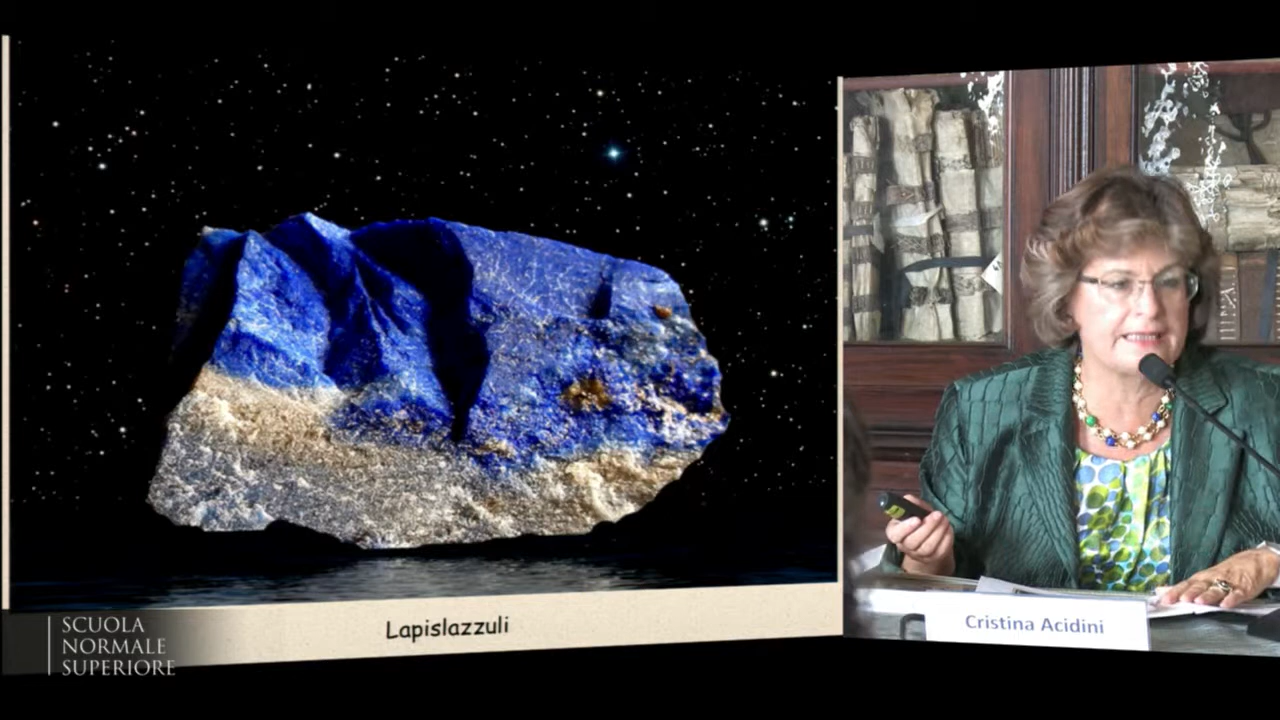 Lapislazzuli
SCUOLA
NORMALE
SUPERIORE
Cristina Acidini